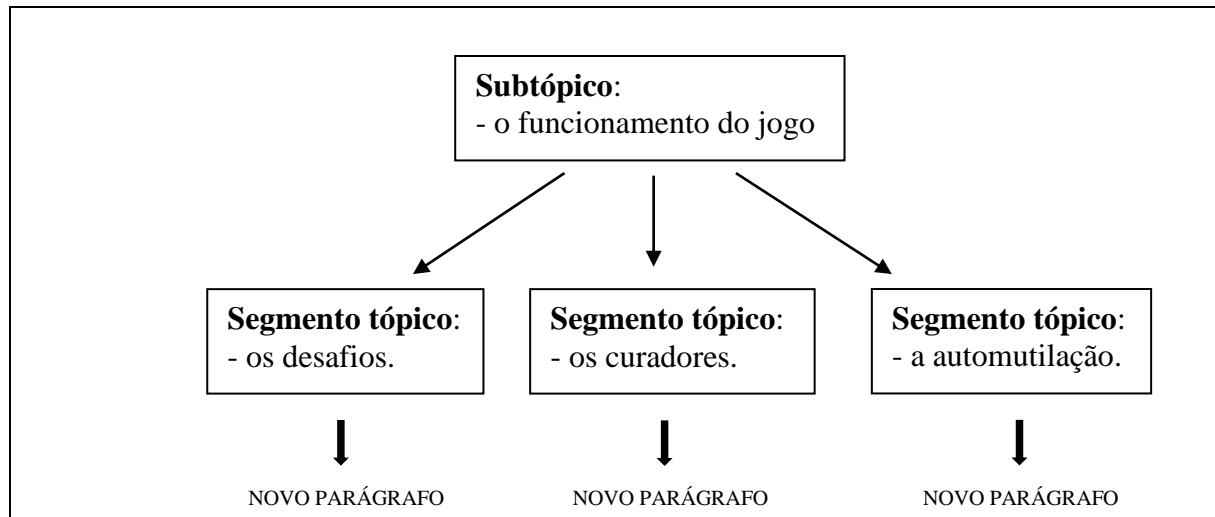 Subtópico:
- o funcionamento do jogo
Segmento tópico:
- os desafios.
Segmento tópico:
- os curadores.
Segmento tópico:
- a automutilação.
NOVO PARÁGRAFO
NOVO PARÁGRAFO
NOVO PARÁGRAFO